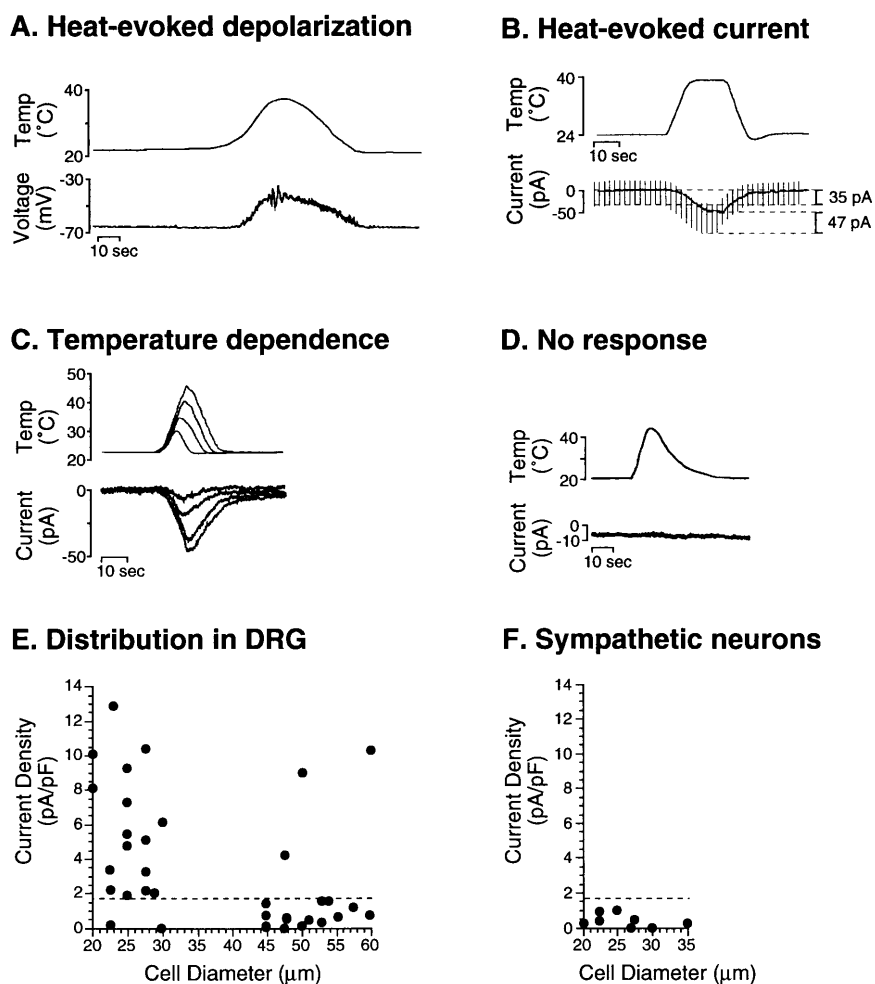 A. Heat-evoked depolarization
40
Temp
(°C)
20
-30
Voltage
(mV)
-70
10 sec
B. Heat-evoked current
40
Temp
(°C)
24
10 sec
Current
(pA)
0
-50
35 pA
47 pA
C. Temperature dependence
50
40
30
20
Temp
(°C)
0
Current
(pA)
-50
10 sec
D. No response
40
Temp
(°C)
20
Current
(pA)
0
-10
10 sec
E. Distribution in DRG
14
12
10
8
6
4
2
0
Current Density
(pA/pF)
20 25 30 35 40 45 50 55 60
Cell Diameter (μm)
F. Sympathetic neurons
14
12
10
8
6
4
2
0
Current Density
(pA/pF)
20 25 30 35
Cell Diameter (μm)